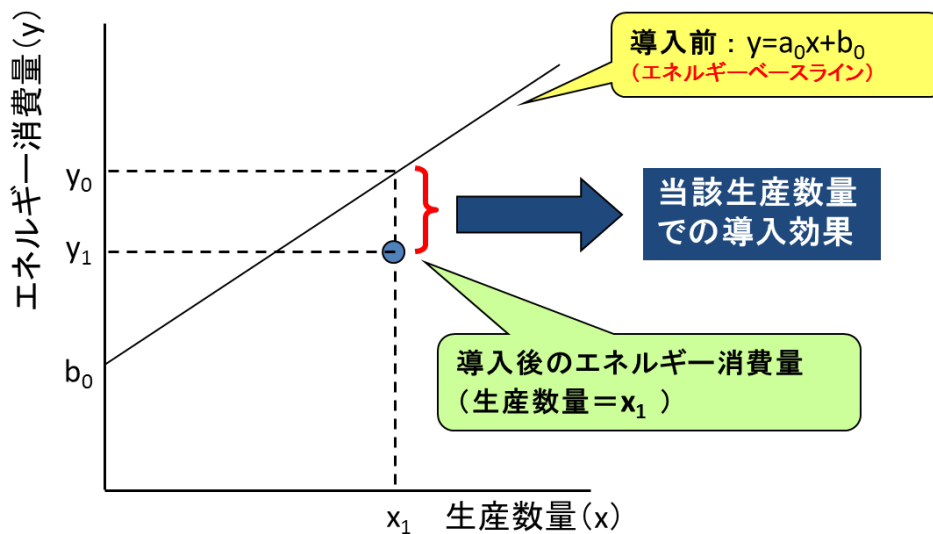 エネルギー消費量(y)
導入前：y=a₀x+b₀
(エネルギーベースライン)
y₀
当該生産数量
での導入効果
y₁
導入後のエネルギー消費量
(生産数量＝x₁ )
b₀
x₁
生産数量(x)